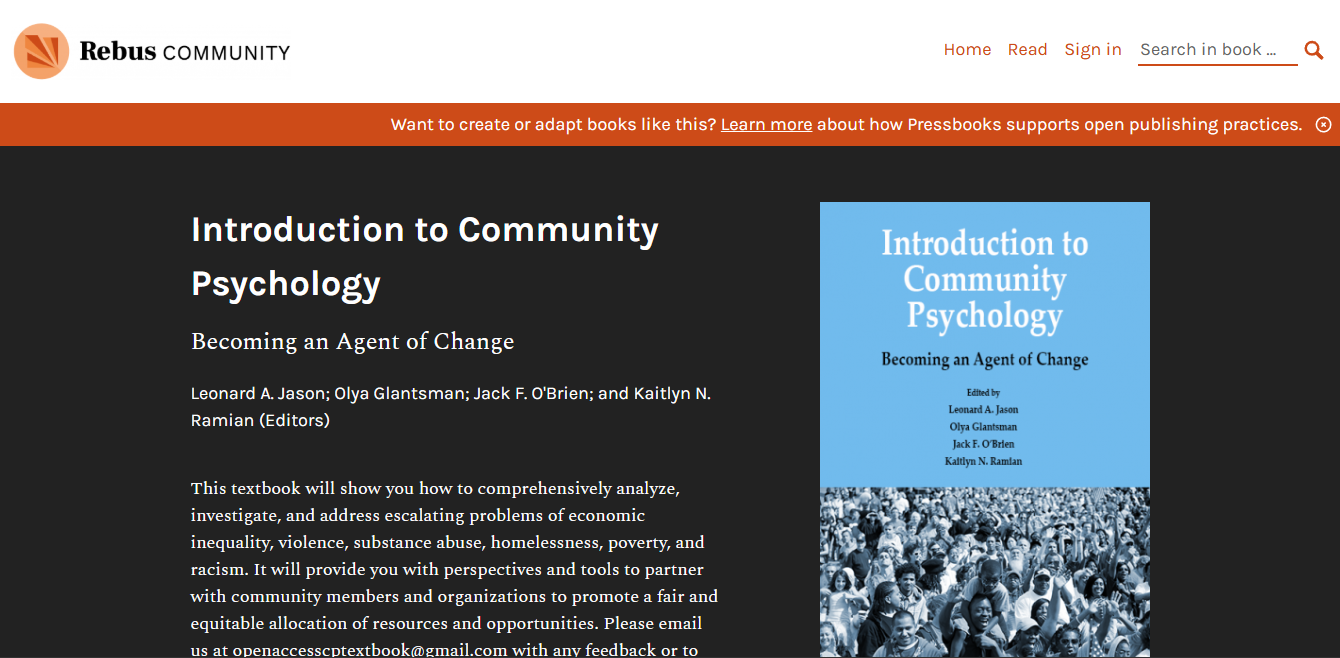 Rebus COMMUNITY
Home Read Sign in Search in book ...
Want to create or adapt books like this? Learn more about how Pressbooks supports open publishing practices.
Introduction to Community
Psychology
Becoming an Agent of Change
Leonard A. Jason; Olya Glantsman; Jack F. O'Brien; and Kaitlyn N.
Ramian (Editors)
This textbook will show you how to comprehensively analyze,
investigate, and address escalating problems of economic
inequality, violence, substance abuse, homelessness, poverty, and
racism. It will provide you with perspectives and tools to partner
with community members and organizations to promote a fair and
equitable allocation of resources and opportunities. Please email
us at openaccesscptextbook@gmail.com with any feedback or to
Introduction to
Community
Psychology
Becoming an Agent of Change
Edited by
Leonard A. Jason
Olya Glantsman
Jack F. O'Brien
Kaitlyn N. Ramian